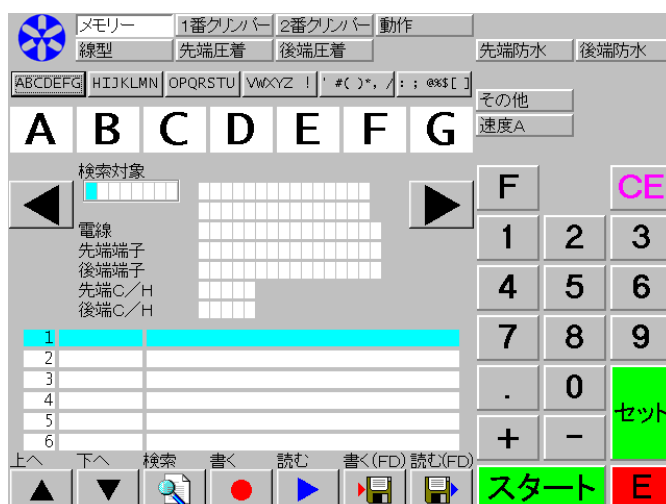 メモリー 1番クリンパー 2番クリンパー 動作
線型 先端圧着 後端圧着 先端防水 後端防水
ABCDEFG HIJKLMN OPQRSTU VWXYZ ! ' #( )*, / : ; @%$[ ]
その他
A B C D E F G 速度A
検索対象
F CE
電線
先端端子
後端端子
先端C/H
後端C/H
1 2 3
4 5 6
7 8 9
. 0 セット
+ -
1
2
3
4
5
6
上へ 下へ 検索 書く 読む 書く(FD) 読む(FD)
スタート E